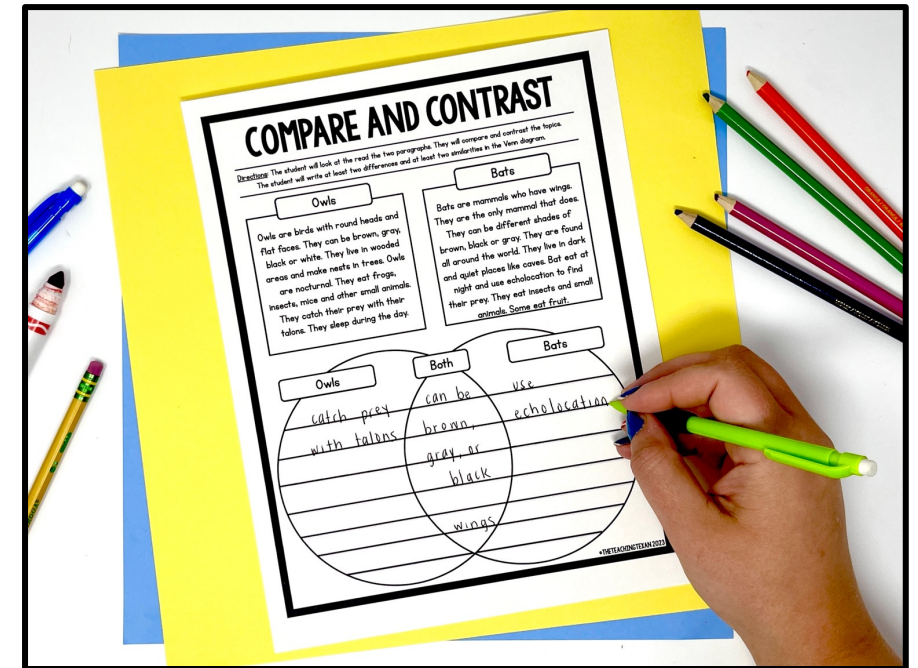 COMPARE AND CONTRAST
Directions: The student will look at the read the two paragraphs. They will compare and contrast the topics.
The student will write at least two differences and at least two similarities in the Venn diagram.
Owls
Owls are birds with round heads and
flat faces. They can be brown, gray,
black or white. They live in wooded
areas and make nests in trees. Owls
are nocturnal. They eat frogs,
insects, mice and other small animals.
They catch their prey with their
talons. They sleep during the day.
Bats
Bats are mammals who have wings.
They are the only mammal that does.
They can be different shades of
brown, black or gray. They are found
all around the world. They live in dark
and quiet places like caves. Bat eat at
night and use echolocation to find
their prey. They eat insects and small
animals. Some eat fruit.
Owls
catch prey
with talons
Both
can be
brown,
gray, or
black
wings
Bats
use
echolocation
©THETEACHINGTEXAN2023